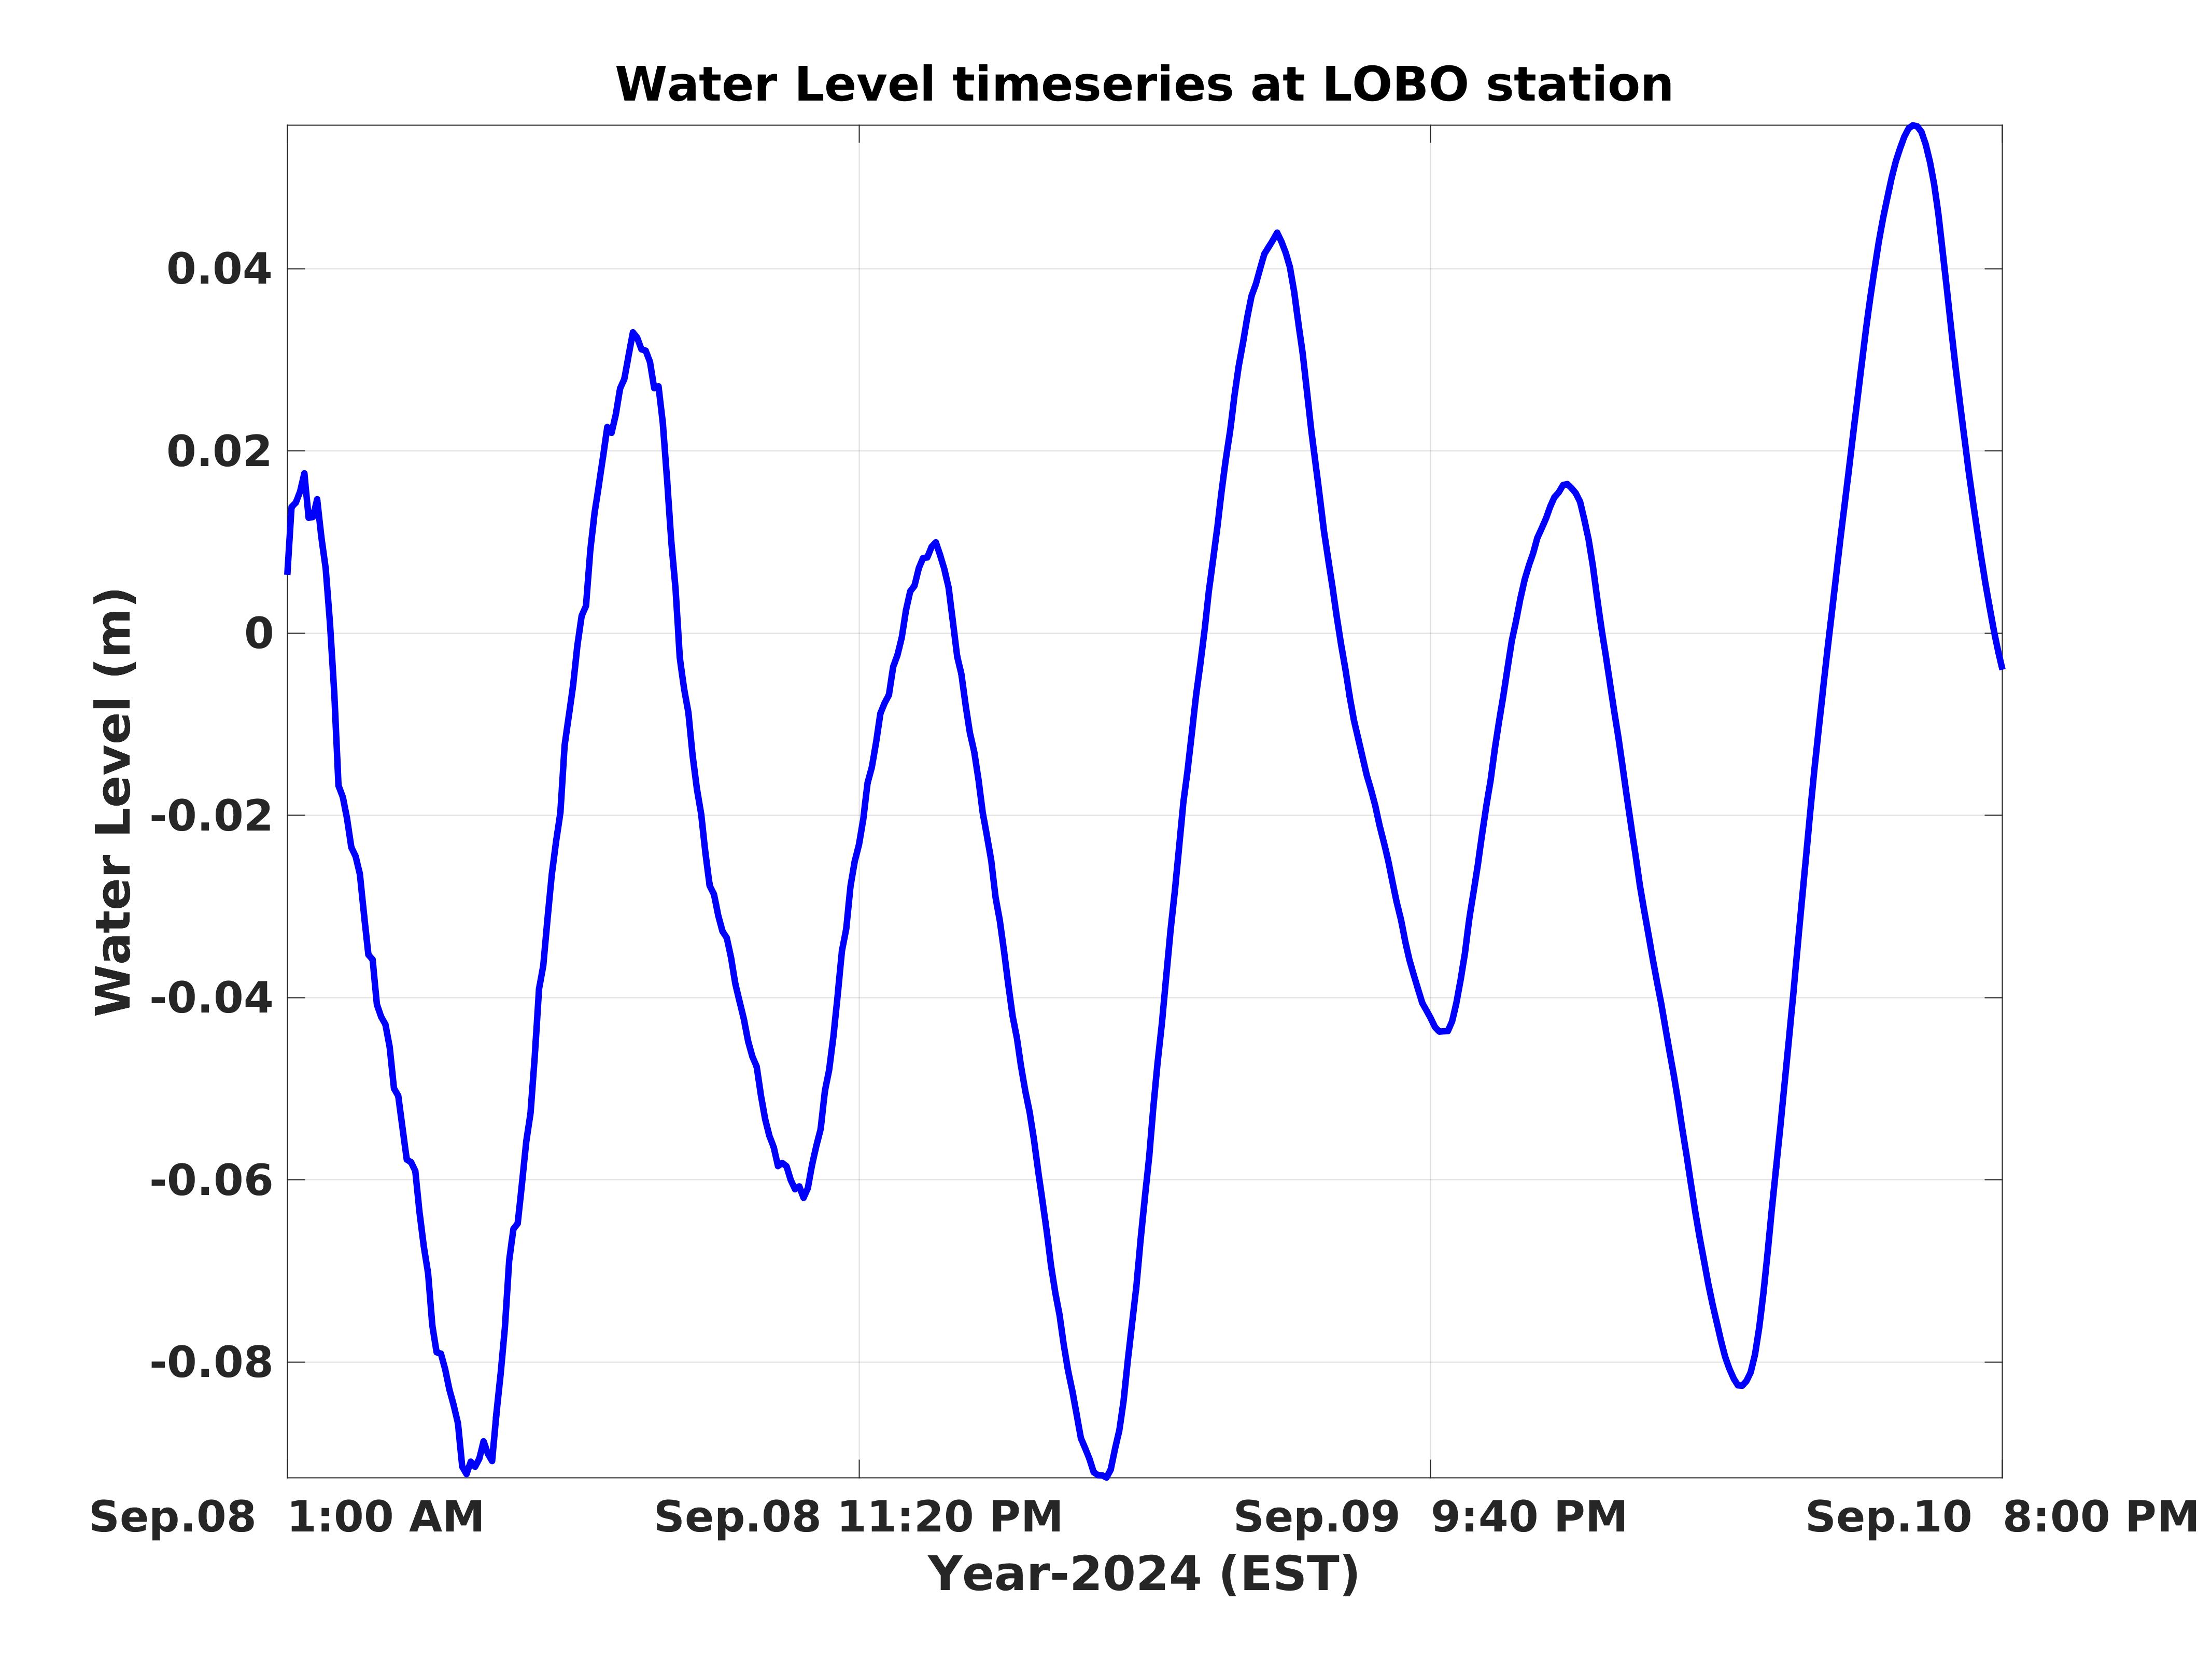 Water Level timeseries at LOBO station
0.04
0.02
0
-0.02
-0.04
-0.06
-0.08
Water Level (m)
Sep.08 1:00 AM Sep.08 11:20 PM Sep.09 9:40 PM Sep.10 8:00 PM
Year-2024 (EST)